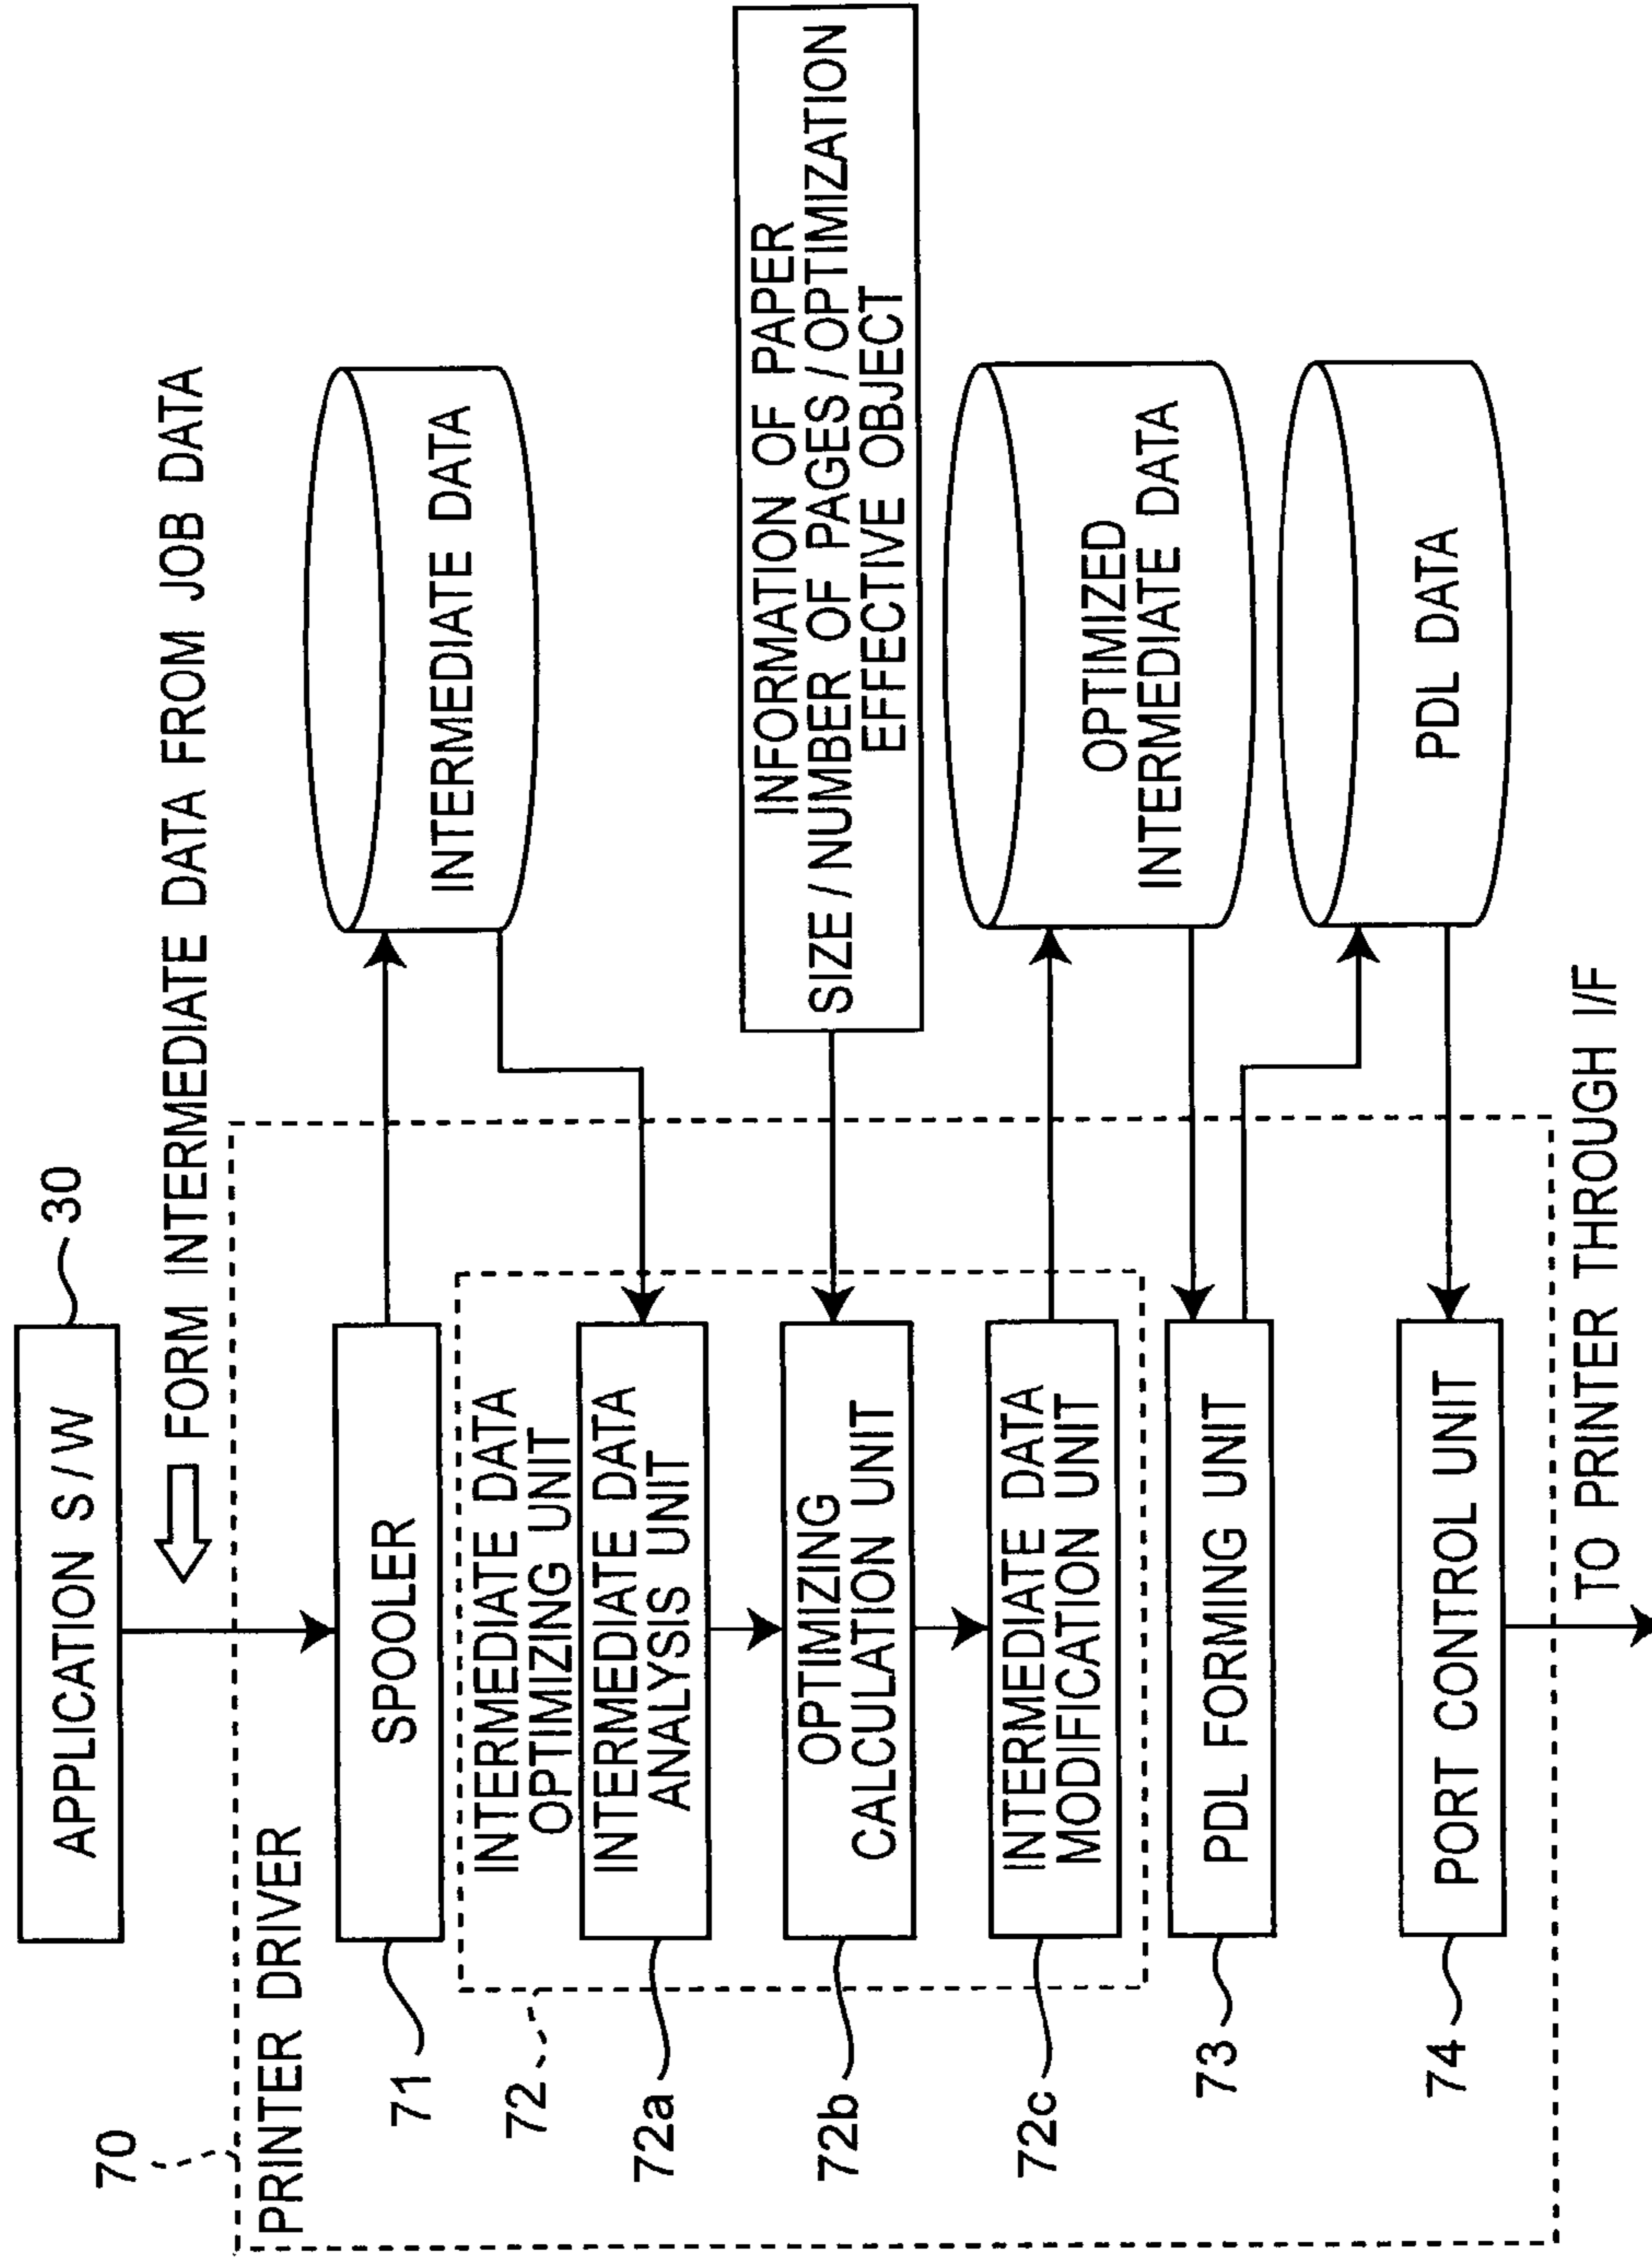 APPLICATION S/W
30
FORM INTERMEDIATE DATA FROM JOB DATA
70
PRINTER DRIVER
71
SPOOLER
INTERMEDIATE DATA
72
INTERMEDIATE DATA
OPTIMIZING UNIT
72a
INTERMEDIATE DATA
ANALYSIS UNIT
72b
OPTIMIZING
CALCULATION UNIT
INFORMATION OF PAPER
SIZE / NUMBER OF PAGES / OPTIMIZATION
EFFECTIVE OBJECT
72c
INTERMEDIATE DATA
MODIFICATION UNIT
OPTIMIZED
INTERMEDIATE DATA
73
PDL FORMING UNIT
PDL DATA
74
PORT CONTROL UNIT
TO PRINTER THROUGH I/F